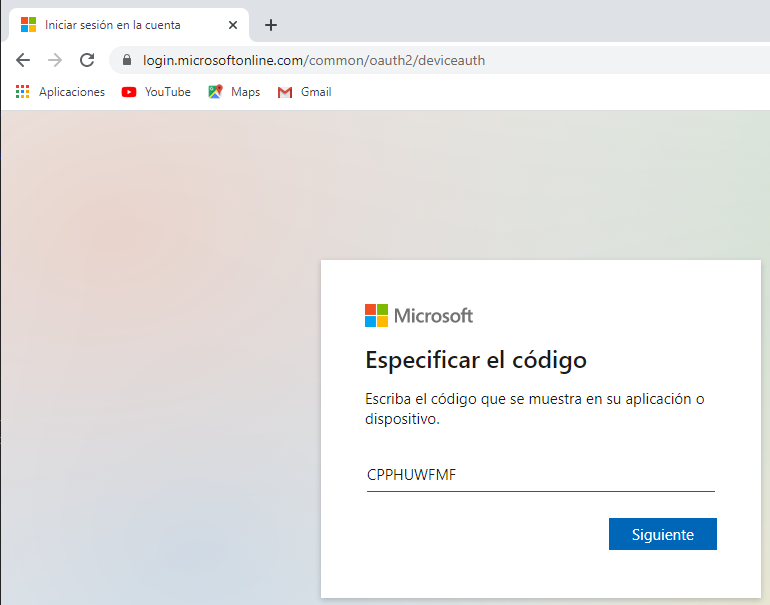 Iniciar sesión en la cuenta
login.microsoftonline.com/common/oauth2/deviceauth
Aplicaciones YouTube Maps Gmail
Microsoft
Especificar el código
Escriba el código que se muestra en su aplicación o
dispositivo.
CPPHUWFMF
Siguiente